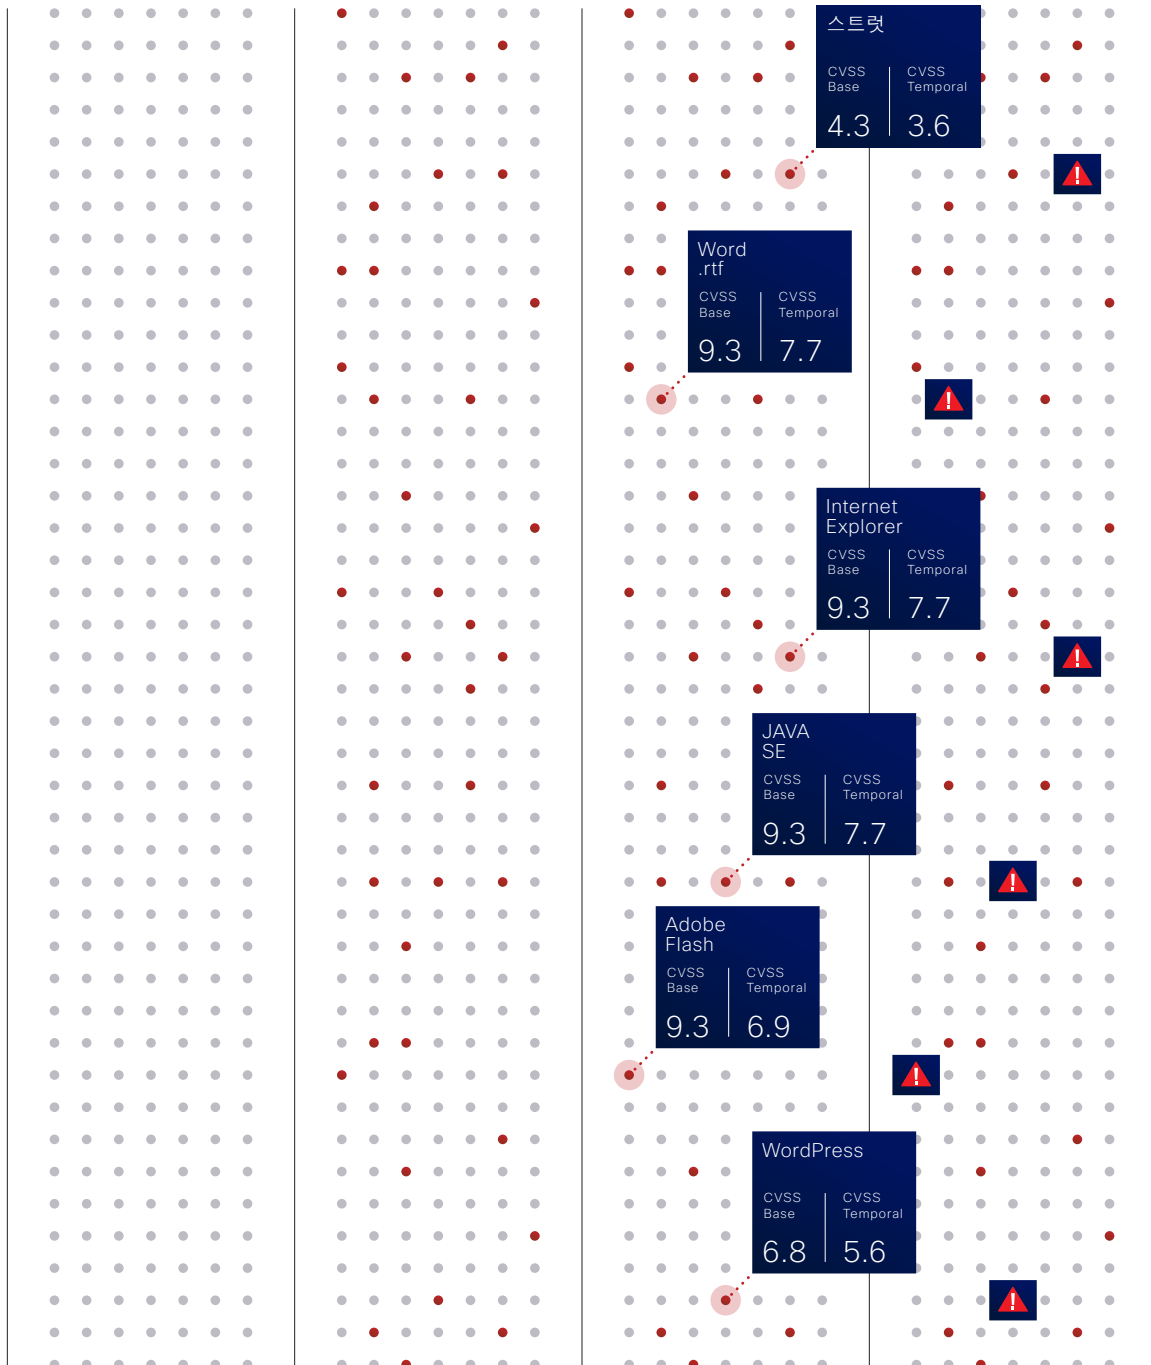 스트럿
CVSS Base
CVSS Temporal
4.3
3.6
Word
.rtf
CVSS Base
CVSS Temporal
9.3
7.7
Internet
Explorer
CVSS Base
CVSS Temporal
9.3
7.7
JAVA
SE
CVSS Base
CVSS Temporal
9.3
7.7
Adobe
Flash
CVSS Base
CVSS Temporal
9.3
6.9
WordPress
CVSS Base
CVSS Temporal
6.8
5.6